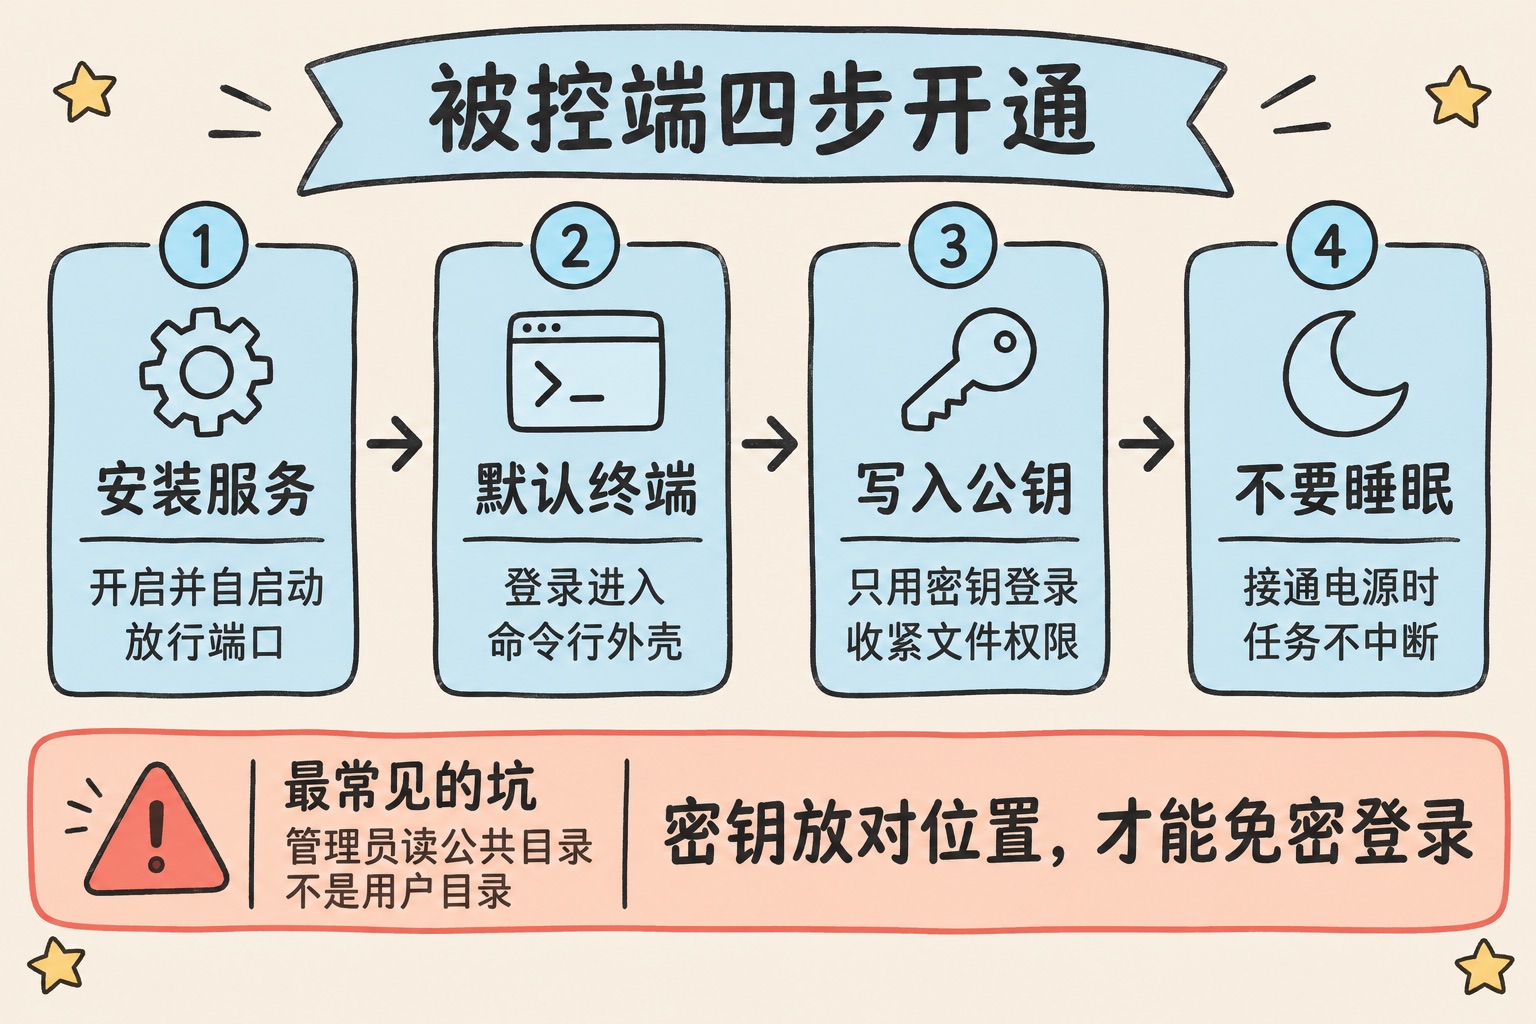 被控端四步开通
1
安装服务
开启并自启动
放行端口
2
>_
默认终端
登录进入
命令行外壳
3
写入公钥
只用密钥登录
收紧文件权限
4
不要睡眠
接通电源时
任务不中断
!
最常见的坑
管理员读公共目录
不是用户目录
密钥放对位置，才能免密登录